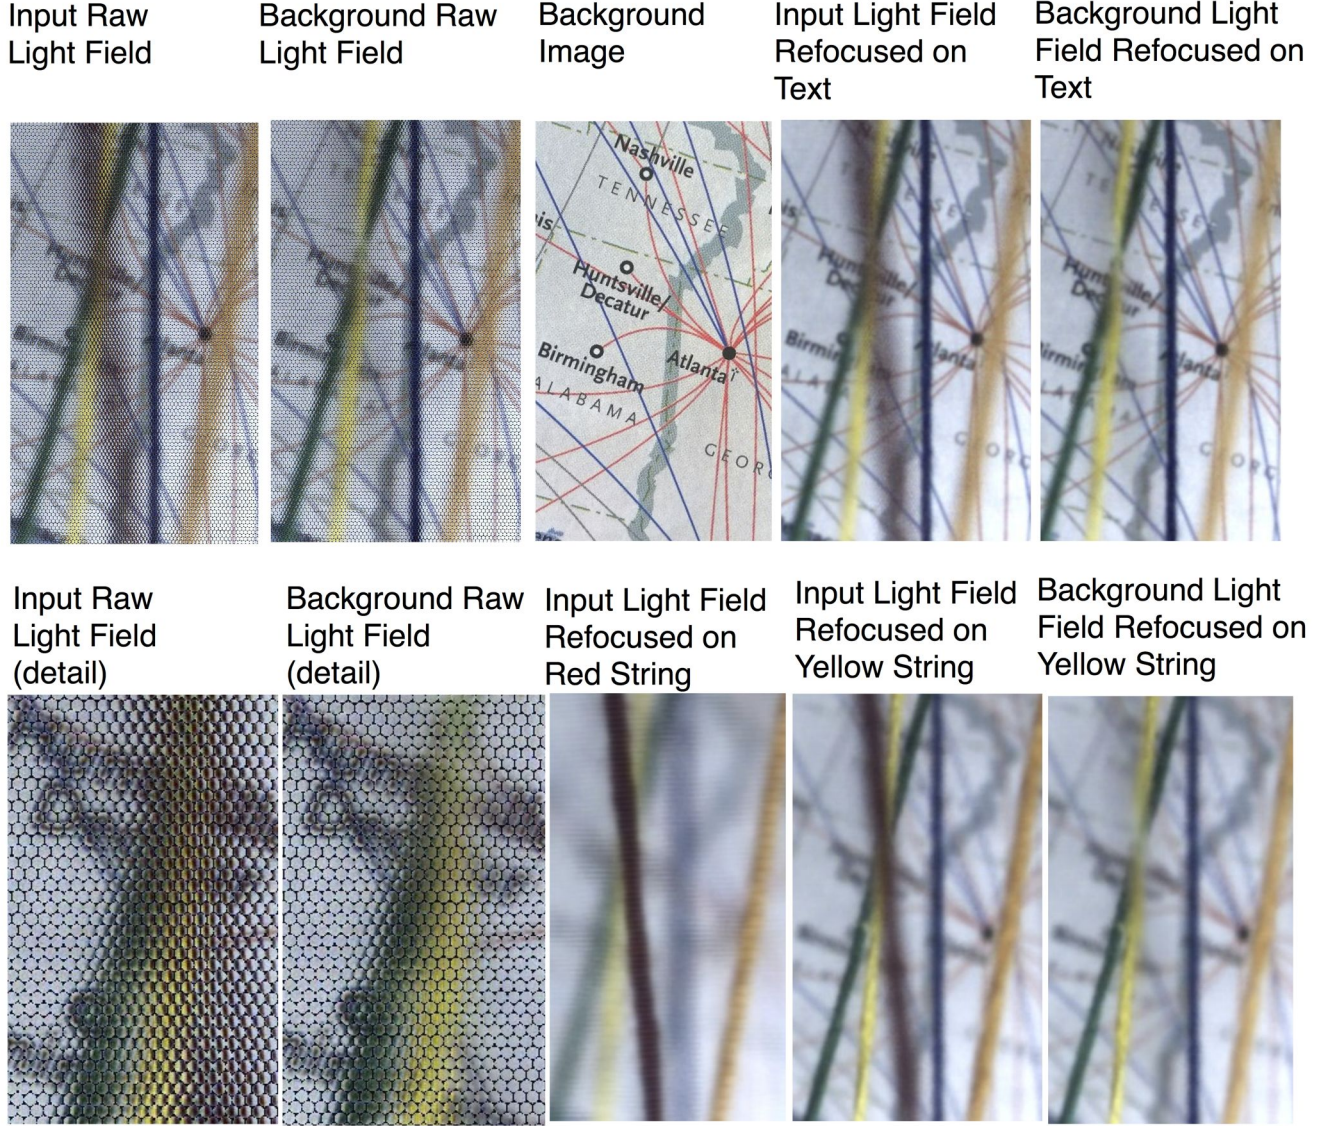 Input Raw
Light Field
Background Raw
Light Field
Background
Image
Input Light Field
Refocused on
Text
Background Light
Field Refocused on
Text
Nashville
TENNESSEE
Huntsville/
Decatur
Birmingham
Atlanta
ALABAMA
Huntsville/
Decatur
Input Raw
Light Field
(detail)
Background Raw
Light Field
(detail)
Input Light Field
Refocused on
Red String
Input Light Field
Refocused on
Yellow String
Background Light
Field Refocused on
Yellow String